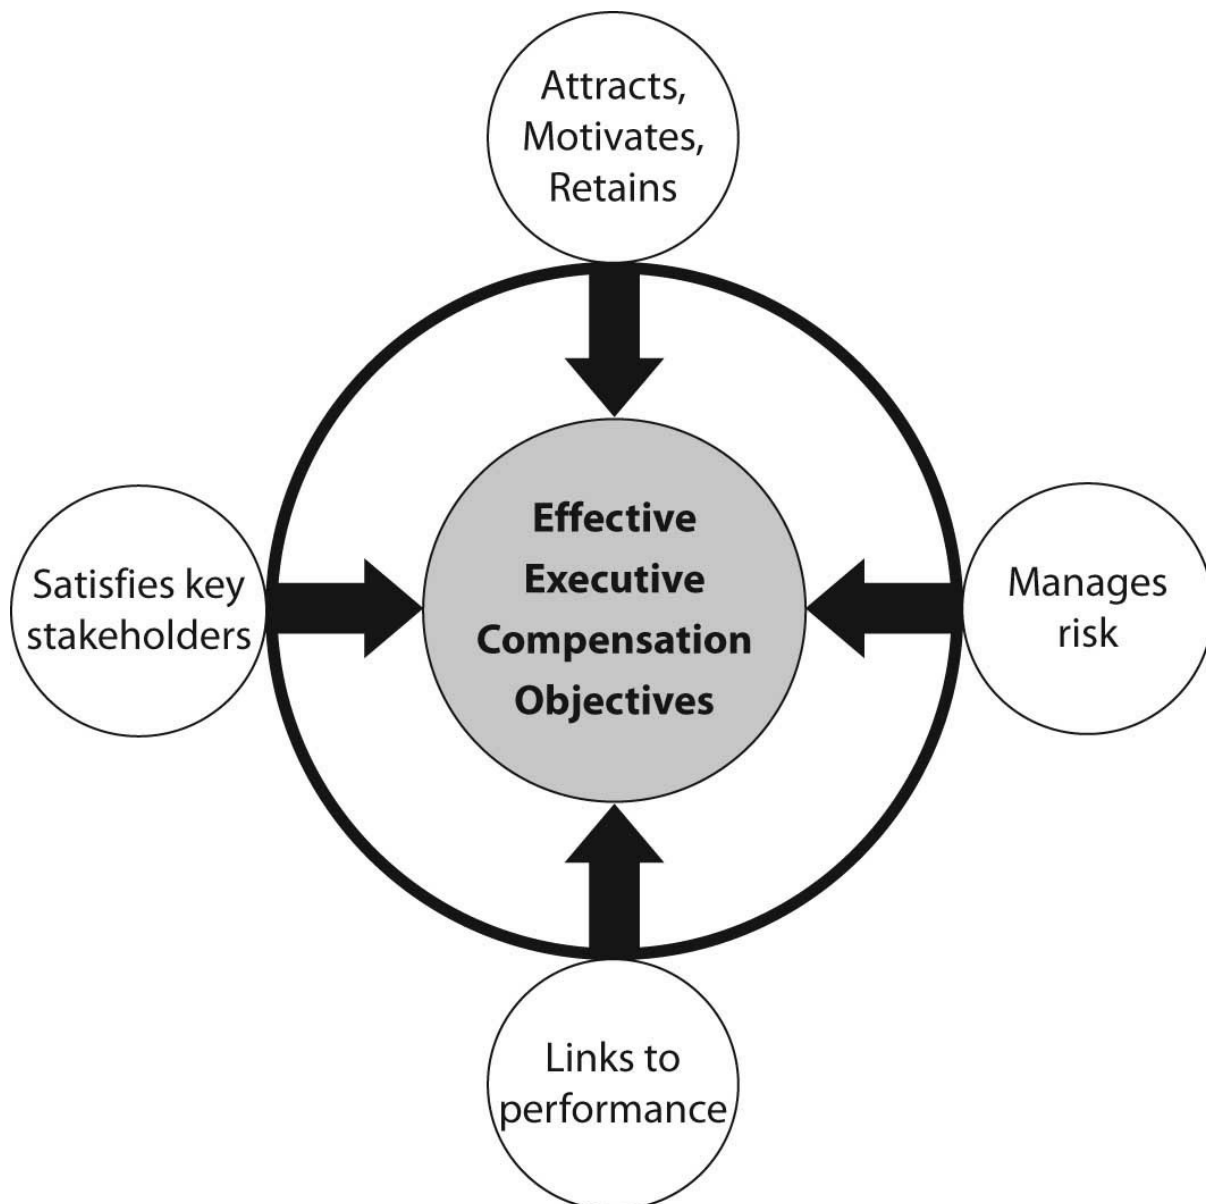 Attracts,
Motivates,
Retains
Satisfies key
stakeholders
Effective
Executive
Compensation
Objectives
Manages
risk
Links to
performance